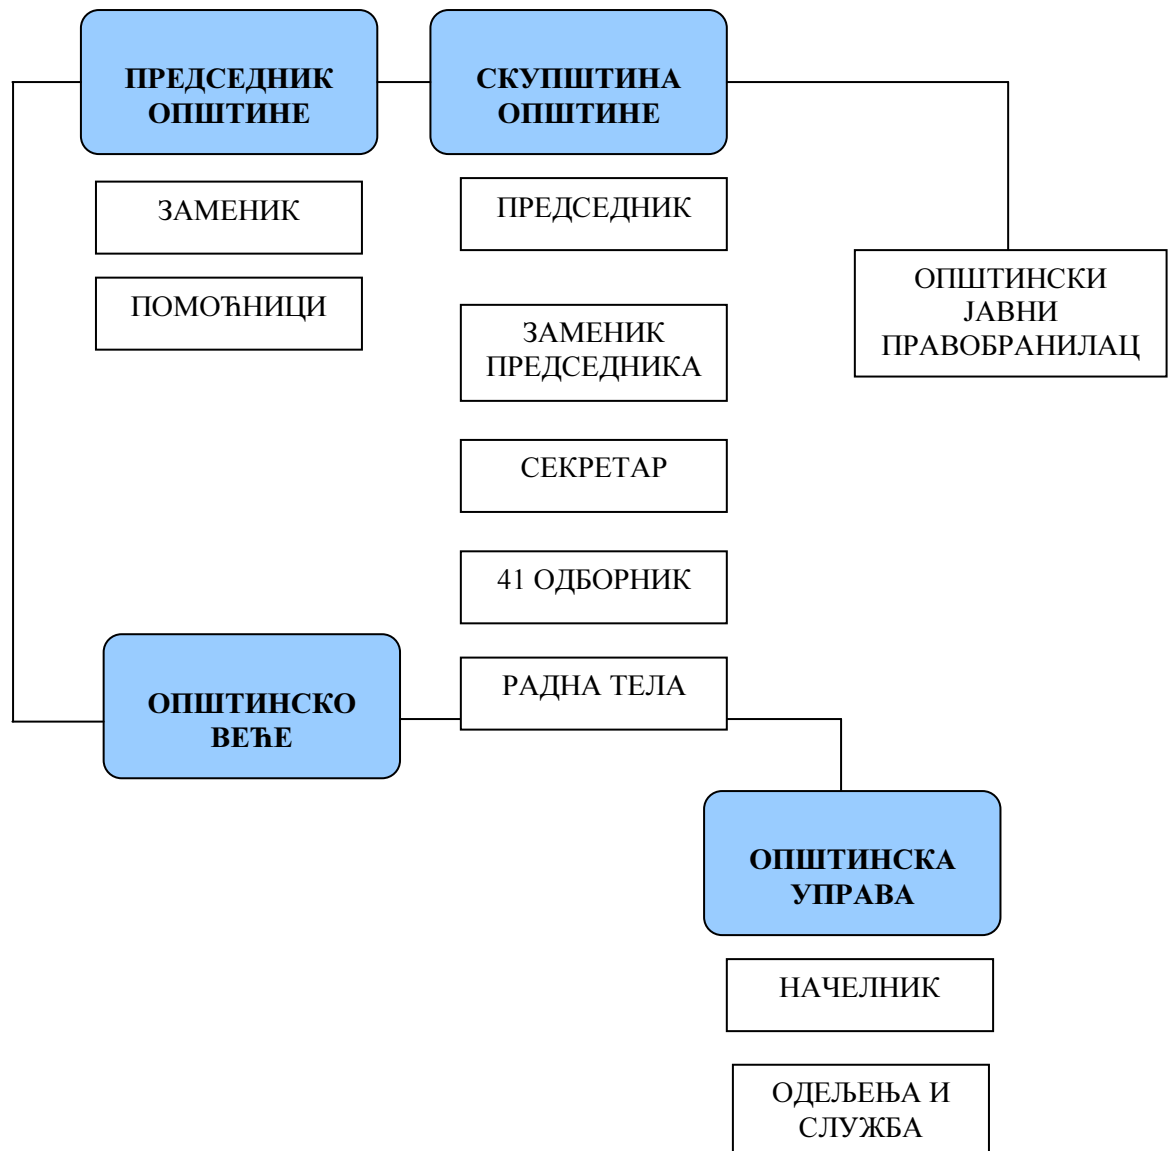 ПРЕДСЕДНИК
ОПШТИНЕ
СКУПШТИНА
ОПШТИНЕ
ЗАМЕНИК
ПОМОЋНИЦИ
ПРЕДСЕДНИК
ЗАМЕНИК
ПРЕДСЕДНИКА
СЕКРЕТАР
41 ОДБОРНИК
РАДНА ТЕЛА
ОПШТИНСКИ
ЈАВНИ
ПРАВОБРАНИЛАЦ
ОПШТИНСКО
ВЕЋЕ
ОПШТИНСКА
УПРАВА
НАЧЕЛНИК
ОДЕЉЕЊА И
СЛУЖБА